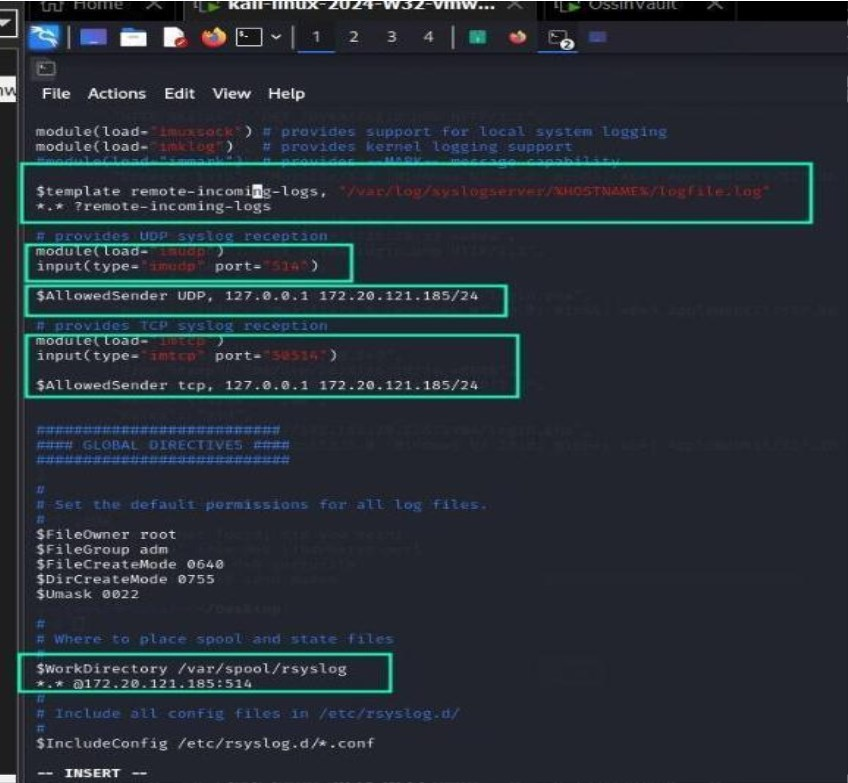 Home
kali-linux-2024-W32-vmw...
OssimVault
1 2 3 4
2
File Actions Edit View Help
module(load="imuxsock") # provides support for local system logging
module(load="imklog") # provides kernel logging support
#module(load="immark") # provides --MARK-- message capability
$template remote-incoming-logs, "/var/log/syslogserver/%HOSTNAME%/logfile.log"
*.* ?remote-incoming-logs
# provides UDP syslog reception
module(load="imudp")
input(type="imudp" port="514")
$AllowedSender UDP, 127.0.0.1 172.20.121.185/24
# provides TCP syslog reception
module(load="imtcp")
input(type="imtcp" port="50514")
$AllowedSender tcp, 127.0.0.1 172.20.121.185/24
###########################
#### GLOBAL DIRECTIVES ####
############################
#
# Set the default permissions for all log files.
#
$FileOwner root
$FileGroup adm
$FileCreateMode 0640
$DirCreateMode 0755
$Umask 0022
#
# Where to place spool and state files
#
$WorkDirectory /var/spool/rsyslog
*.* @172.20.121.185:514
#
# Include all config files in /etc/rsyslog.d/
#
$IncludeConfig /etc/rsyslog.d/*.conf
-- INSERT --